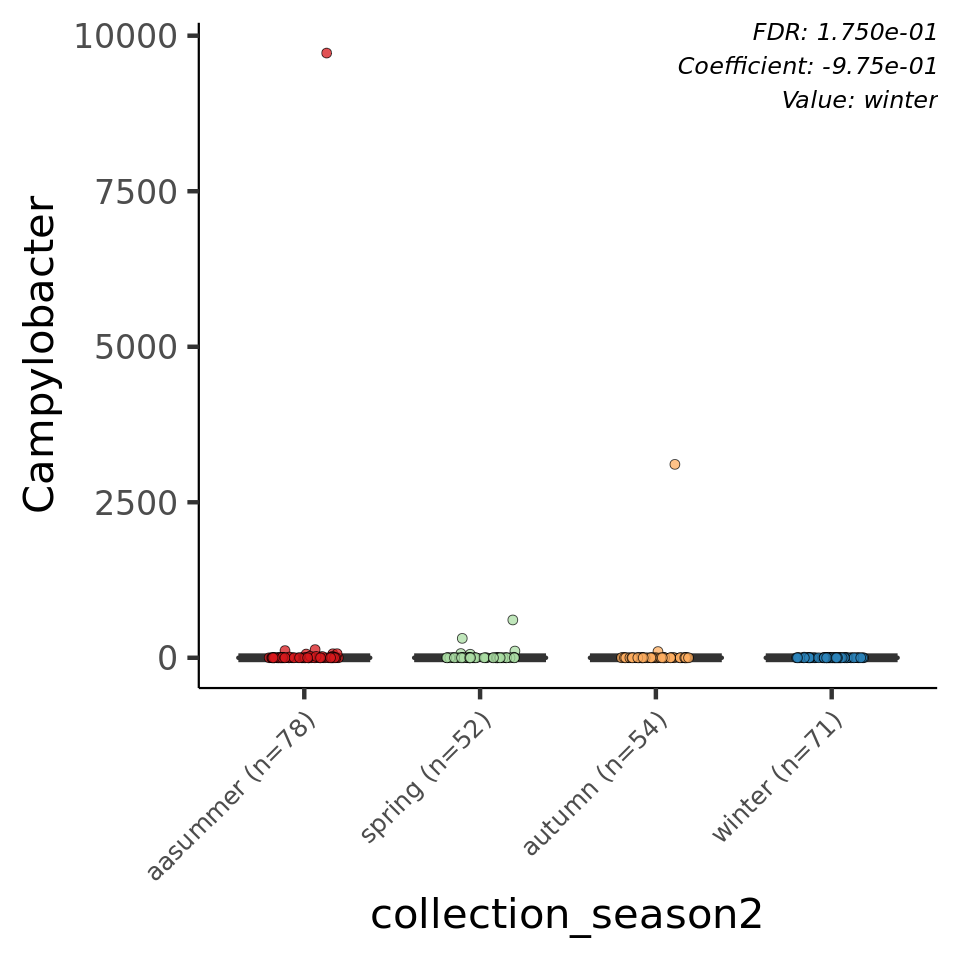 FDR: 1.750e-01
Coefficient: -9.75e-01
Value: winter
10000
7500
5000
2500
0
Campylobacter
aasummer (n=78)
spring (n=52)
autumn (n=54)
winter (n=71)
collection_season2